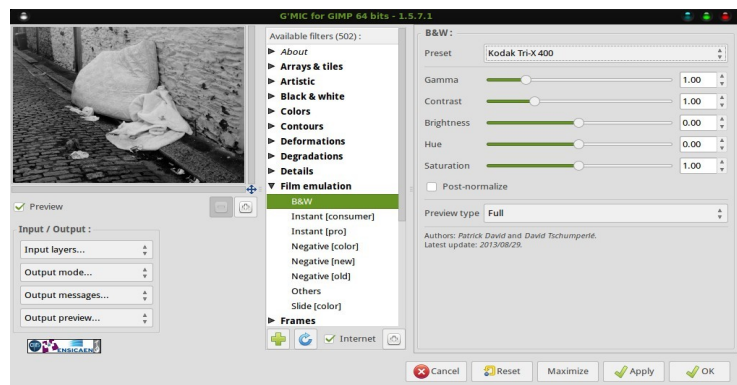 G'MIC for GIMP 64 bits - 1.5.7.1
Preview
Input / Output :
Input layers...
Output mode...
Output messages...
Output preview...
ENSICAEN
Available filters (502) :
About
Arrays & tiles
Artistic
Black & white
Colors
Contours
Deformations
Degradations
Details
Film emulation
B&W
Instant [consumer]
Instant [pro]
Negative [color]
Negative [new]
Negative [old]
Others
Slide [color]
Frames
Internet
B&W :
Preset Kodak Tri-X 400
Gamma 1.00
Contrast 1.00
Brightness 0.00
Hue 0.00
Saturation 1.00
Post-normalize
Preview type Full
Authors: Patrick David and David Tschumperlé.
Latest update: 2013/08/29.
Cancel Reset Maximize Apply OK